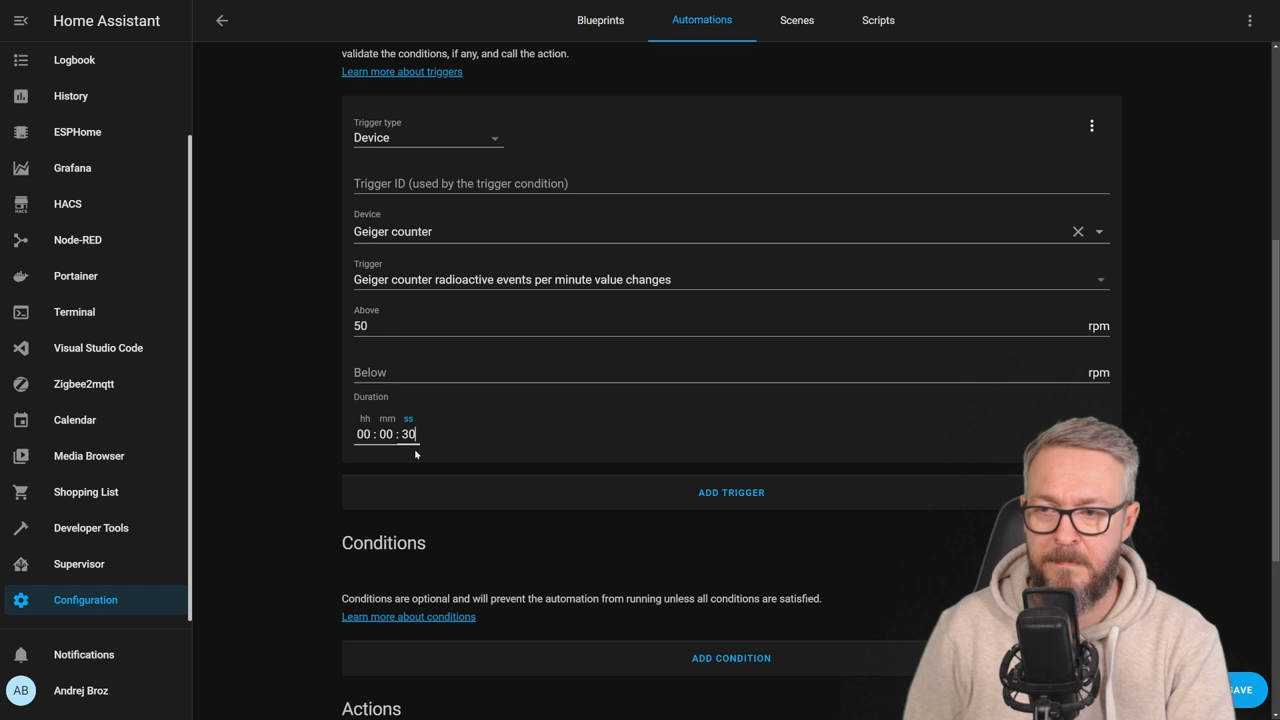 Home Assistant
Blueprints
Automations
Scenes
Scripts
Logbook
History
ESPHome
Grafana
HACS
HACS
Node-RED
Portainer
Terminal
Visual Studio Code
Zigbee2mqtt
Calendar
Media Browser
Shopping List
Developer Tools
Supervisor
Configuration
Notifications
AB
Andrej Broz
validate the conditions, if any, and call the action.
Learn more about triggers
Trigger type
Device
Trigger ID (used by the trigger condition)
Device
Geiger counter
Trigger
Geiger counter radioactive events per minute value changes
Above
50 rpm
Below rpm
Duration
hh mm ss
00 : 00 : 30
ADD TRIGGER
Conditions
Conditions are optional and will prevent the automation from running unless all conditions are satisfied.
Learn more about conditions
ADD CONDITION
Actions
AVE